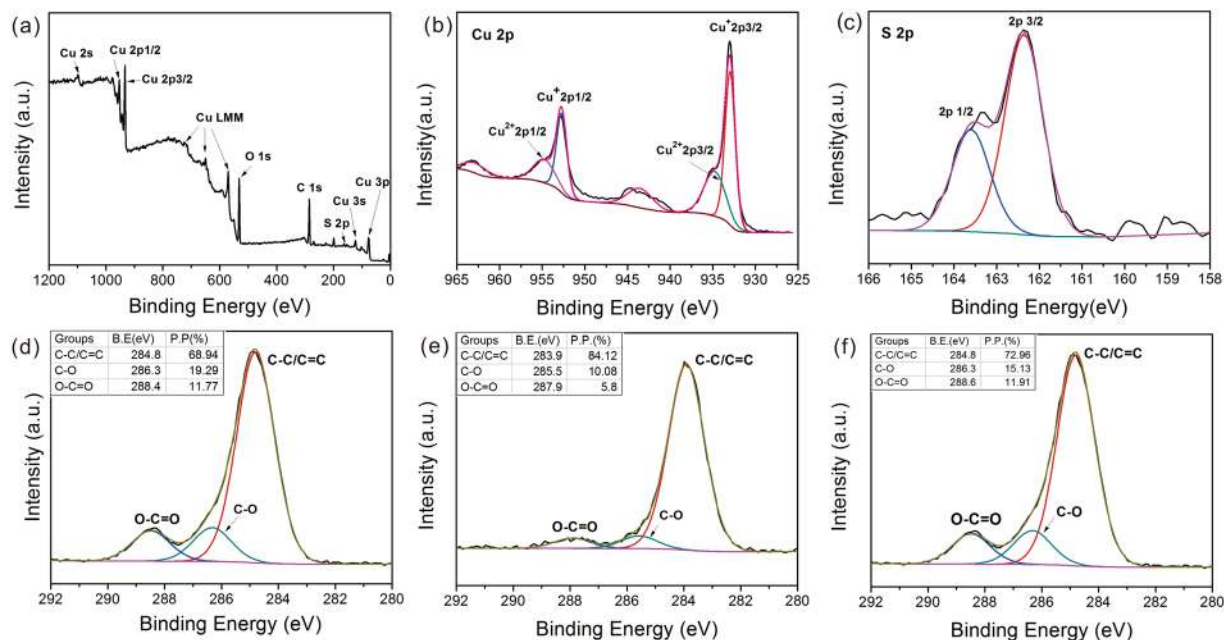 (a)
Cu 2s
Cu 2p1/2
Cu 2p3/2
Cu LMM
O 1s
C 1s
S 2p
Cu 3s
Cu 3p
Intensity (a.u.)
1200 1000 800 600 400 200 0
Binding Energy (eV)
(b)
Cu 2p
Cu⁺2p3/2
Cu⁺2p1/2
Cu²⁺2p1/2
Cu²⁺2p3/2
Intensity(a.u.)
965 960 955 950 945 940 935 930 925
Binding Energy (eV)
(c)
S 2p
2p 3/2
2p 1/2
Intensity (a.u.)
166 165 164 163 162 161 160 159 158
Binding Energy(eV)
(d)
Groups B.E(eV) P.P(%)
C-C/C=C 284.8 68.94
C-O 286.3 19.29
O-C=O 288.4 11.77
C-C/C=C
O-C=O
C-O
Intensity (a.u.)
292 290 288 286 284 282 280
Binding Energy (eV)
(e)
Groups B.E(eV) P.P.(%)
C-C/C=C 283.9 84.12
C-O 285.5 10.08
O-C=O 287.9 5.8
C-C/C=C
O-C=O
C-O
Intensity (a.u.)
292 290 288 286 284 282 280
Binding Energy (eV)
(f)
Groups B.E(eV) P.P.(%)
C-C/C=C 284.8 72.96
C-O 286.3 15.13
O-C=O 288.6 11.91
C-C/C=C
O-C=O
C-O
Intensity (a.u.)
292 290 288 286 284 282 280
Binding Energy (eV)